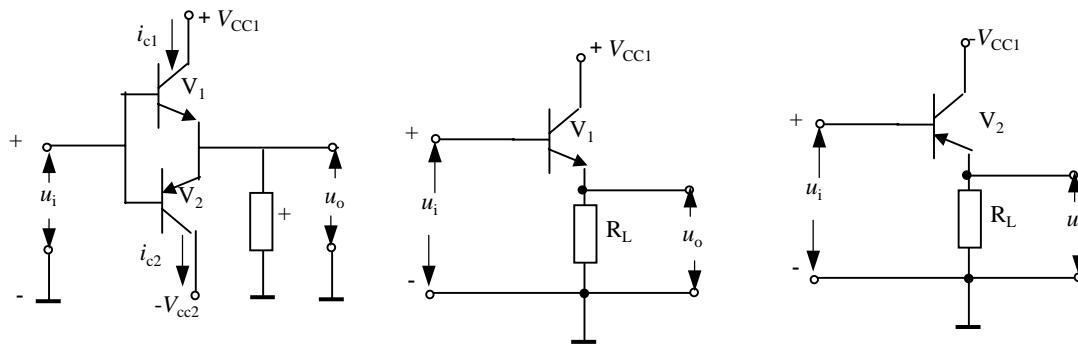 + V_CC1
i_c1
V_1
+
u_i
V_2
+
u_o
i_c2
-
-V_cc2
+ V_CC1
+
V_1
u_i
R_L
u_o
-
-V_CC1
+
V_2
u_i
R_L
u
-